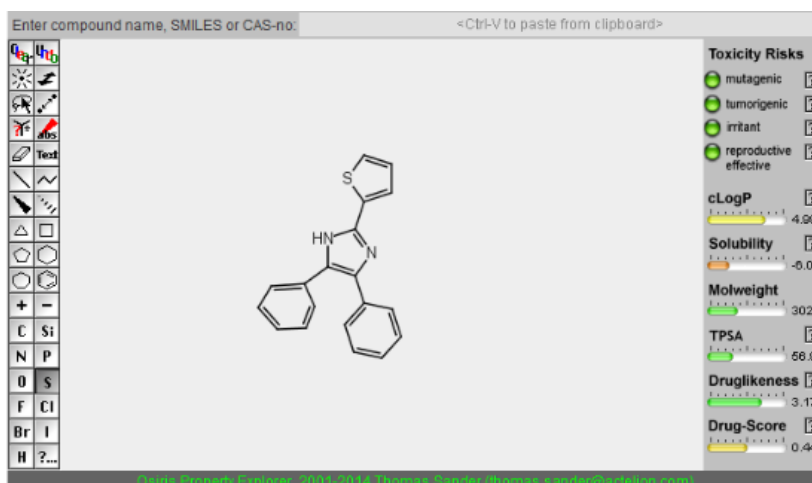 Enter compound name, SMILES or CAS-no: <Ctrl-V to paste from clipboard>
Toxicity Risks
mutagenic
tumorigenic
irritant
reproductive
effective
cLogP
Solubility
Molweight
302
TPSA
Druglikeness
Drug-Score
abs
Text
+ −
C Si
N P
O S
F Cl
Br I
H ?...
S
HN
N
Osiris Property Explorer, 2001-2014 Thomas Sander (thomas.sander@actelion.com)